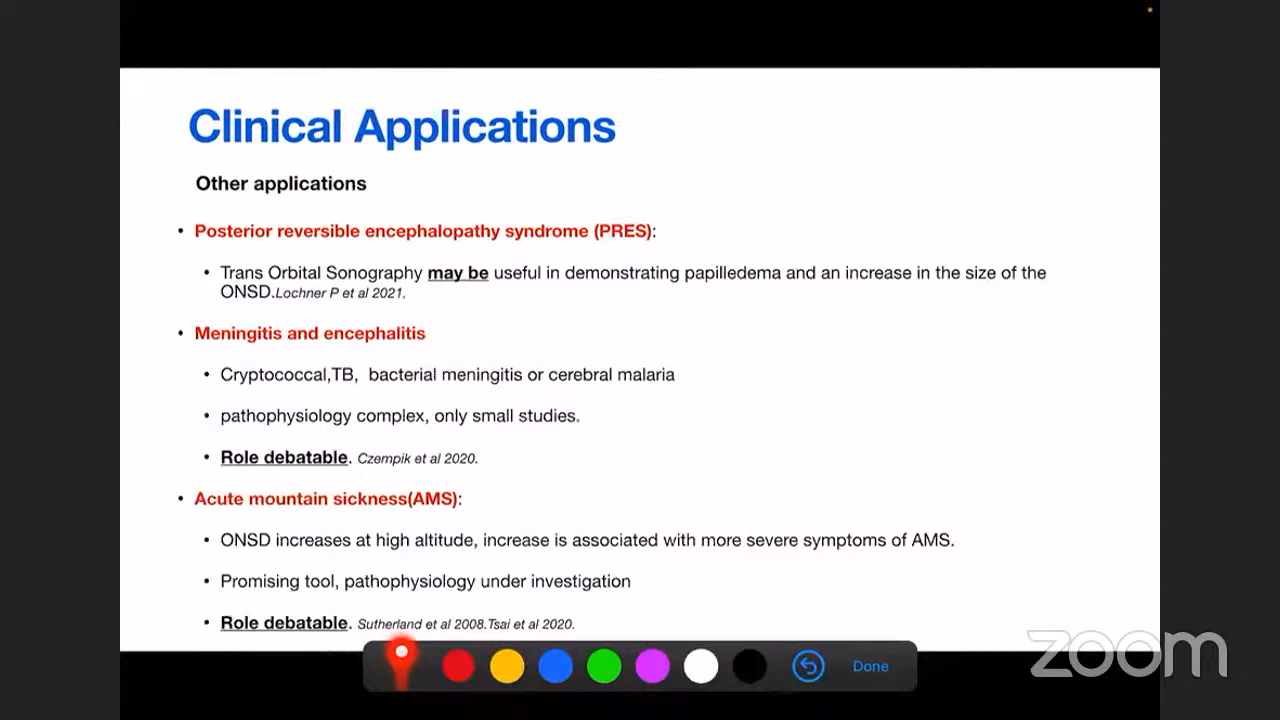 Clinical Applications
Other applications
• Posterior reversible encephalopathy syndrome (PRES):
• Trans Orbital Sonography may be useful in demonstrating papilledema and an increase in the size of the
ONSD.Lochner P et al 2021.
• Meningitis and encephalitis
• Cryptococcal,TB, bacterial meningitis or cerebral malaria
• pathophysiology complex, only small studies.
• Role debatable. Czempik et al 2020.
• Acute mountain sickness(AMS):
• ONSD increases at high altitude, increase is associated with more severe symptoms of AMS.
• Promising tool, pathophysiology under investigation
• Role debatable. Sutherland et al 2008.Tsai et al 2020.
Done
zoom